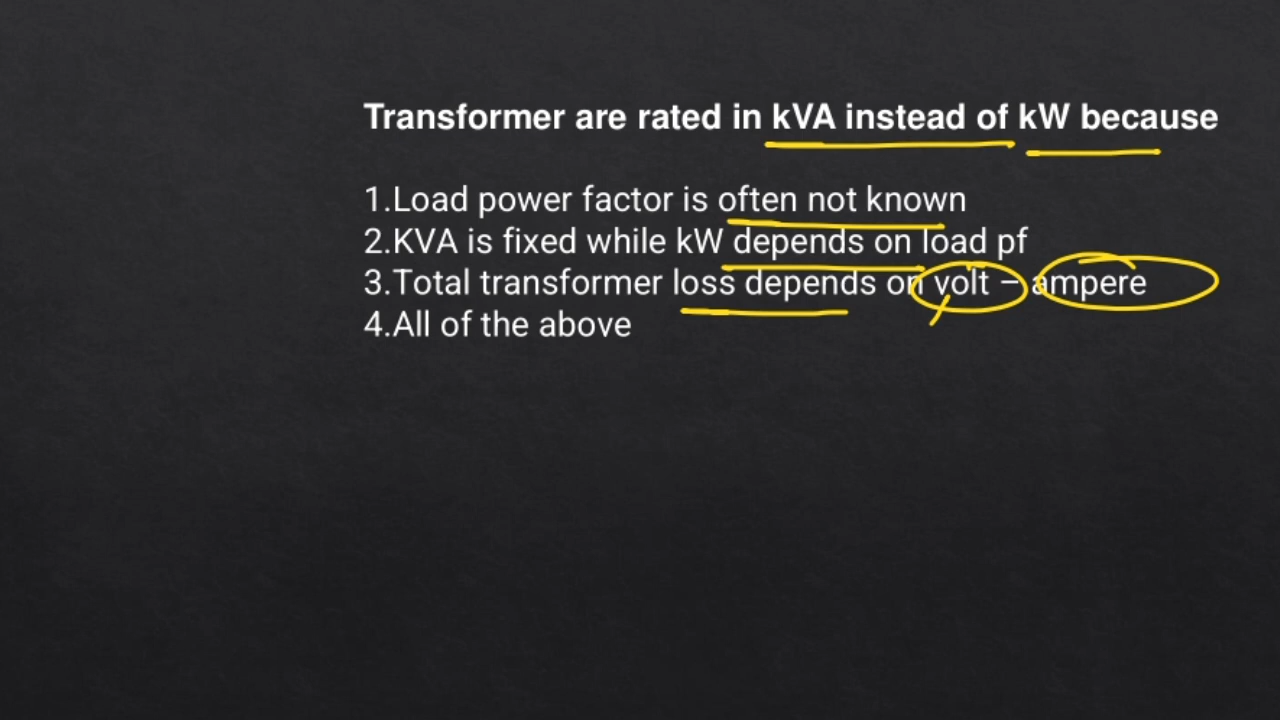 Transformer are rated in kVA instead of kW because
1.Load power factor is often not known
2.KVA is fixed while kW depends on load pf
3.Total transformer loss depends on volt – ampere
4.All of the above